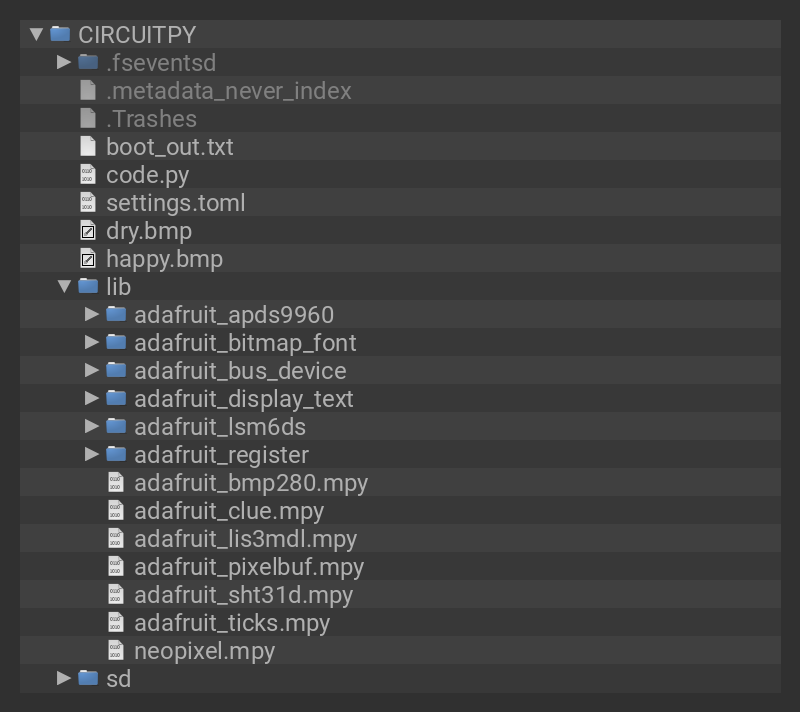 CIRCUITPY
.fseventsd
.metadata_never_index
.Trashes
boot_out.txt
code.py
settings.toml
dry.bmp
happy.bmp
lib
adafruit_apds9960
adafruit_bitmap_font
adafruit_bus_device
adafruit_display_text
adafruit_lsm6ds
adafruit_register
adafruit_bmp280.mpy
adafruit_clue.mpy
adafruit_lis3mdl.mpy
adafruit_pixelbuf.mpy
adafruit_sht31d.mpy
adafruit_ticks.mpy
neopixel.mpy
sd